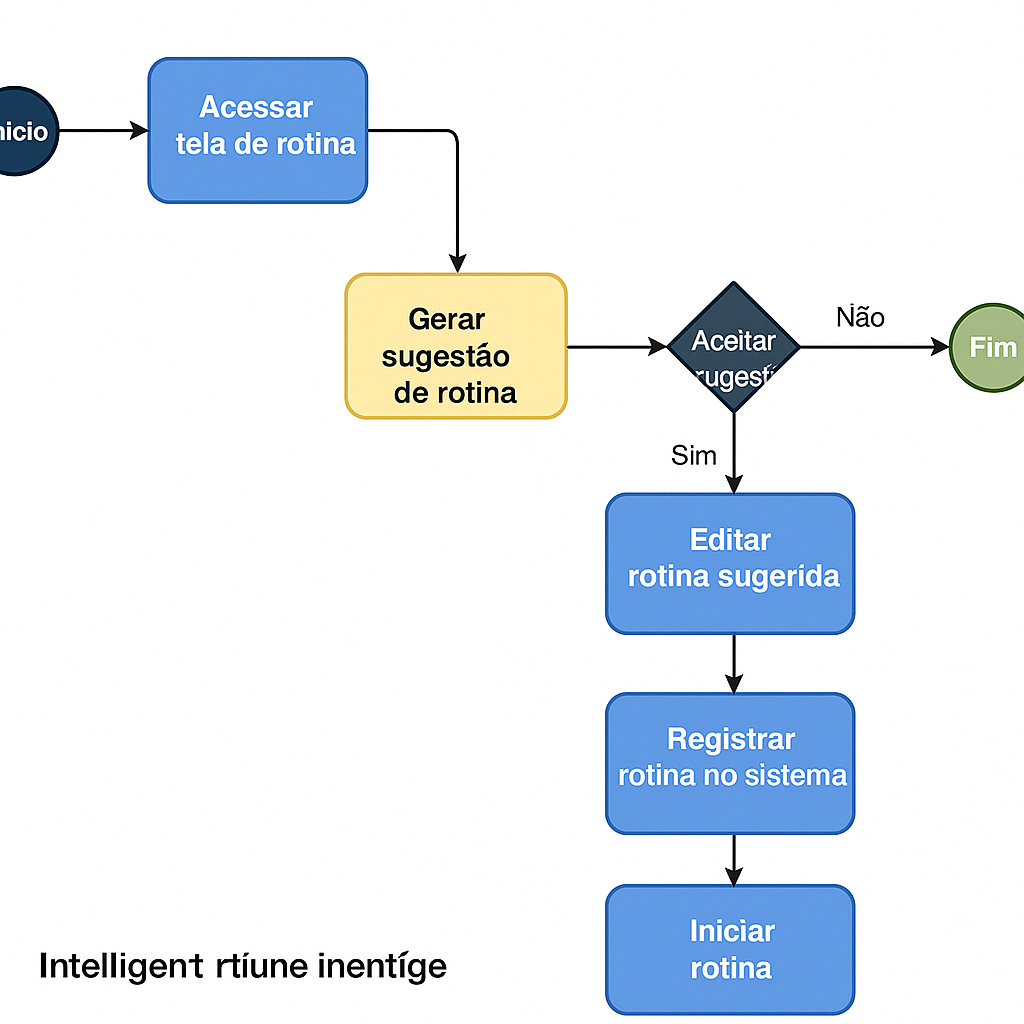 nicio
Acessar
tela de rotina
Gerar
sugestáo
de rotina
Aceitar
rugestí
Não
Fim
Sim
Editar
rotina sugerida
Registrar
rotina no sistema
Iniciar
rotina
Intelligent rtíune inentíge